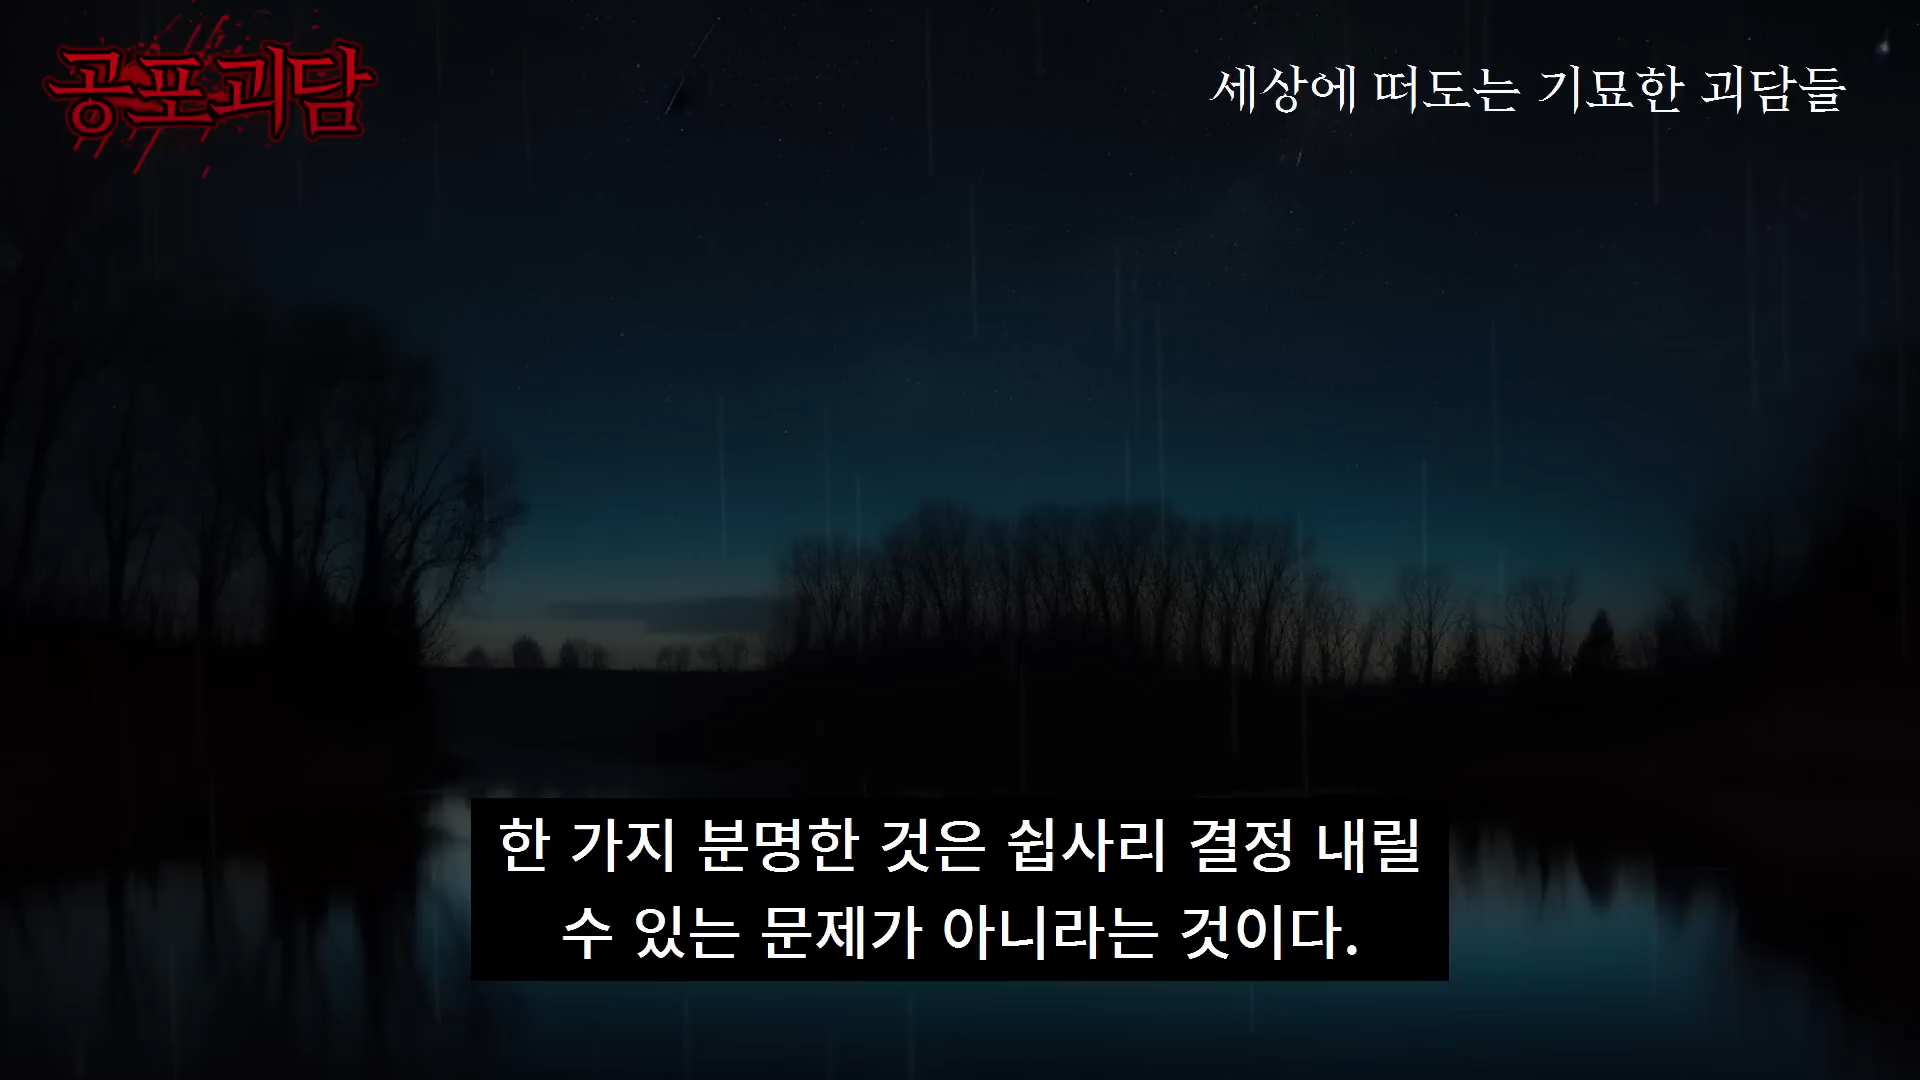 공포괴담
세상에 떠도는 기묘한 괴담들
한 가지 분명한 것은 쉽사리 결정 내릴
수 있는 문제가 아니라는 것이다.